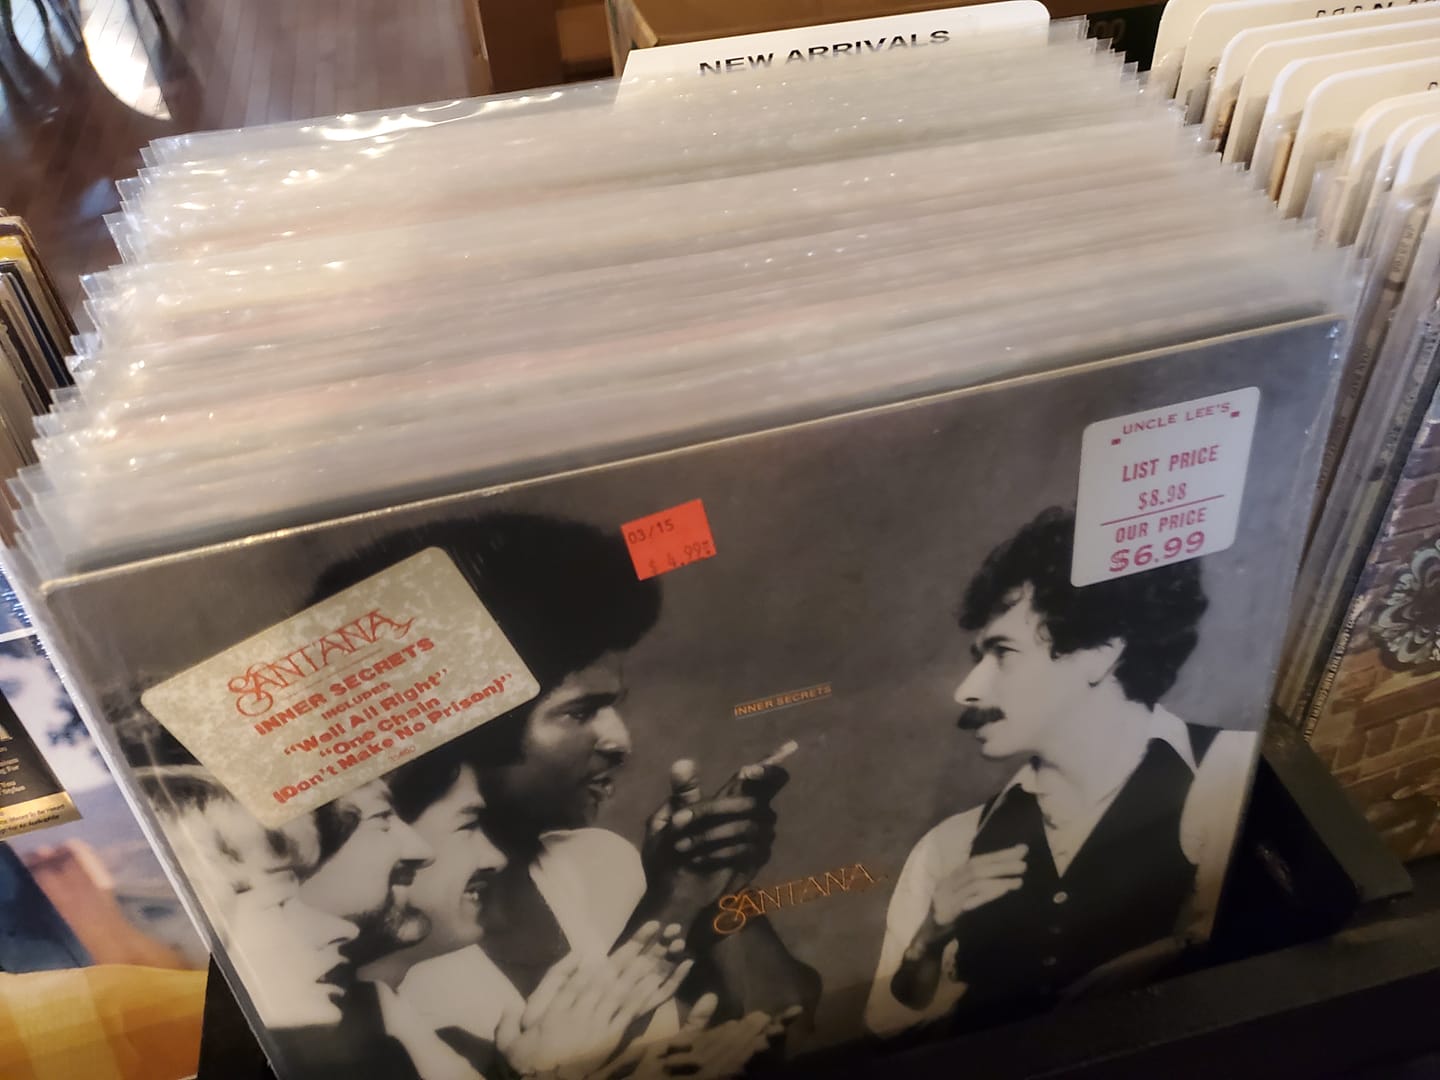 NEW ARRIVALS
UNCLE LEE'S
LIST PRICE
$8.98
OUR PRICE
$6.99
03/15
$ 4.99
SANTANA
INNER SECRETS
INCLUDES
“Well All Right”
“One Chain
(Don't Make No Prison)”
INNER SECRETS
SANTANA